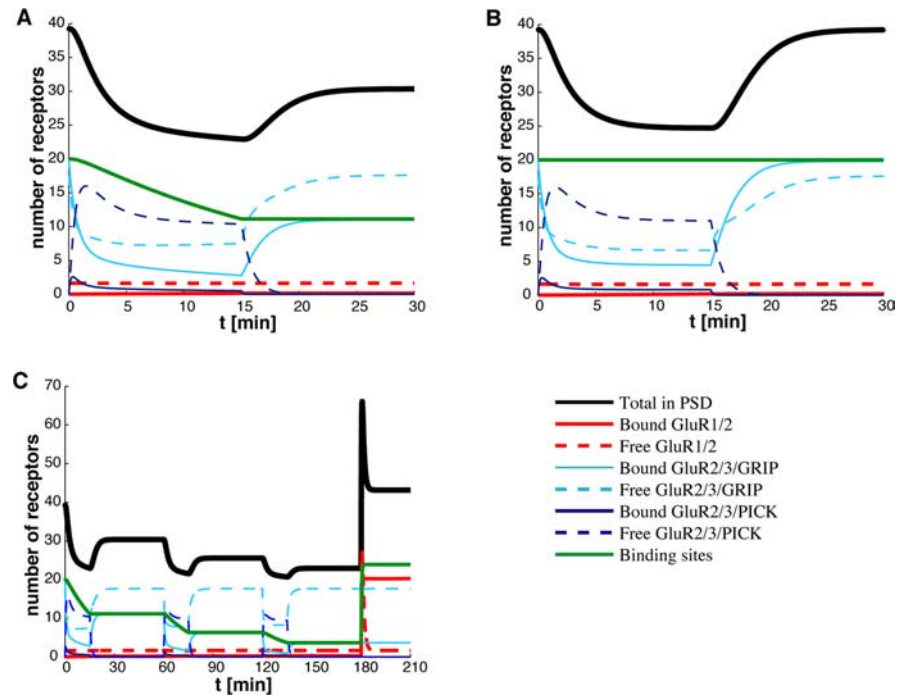 A
number of receptors
40
35
30
25
20
15
10
5
0
0 5 10 15 20 25 30
t [min]
B
number of receptors
40
35
30
25
20
15
10
5
0
0 5 10 15 20 25 30
t [min]
C
number of receptors
70
60
50
40
30
20
10
0
0 30 60 90 120 150 180 210
t [min]
Total in PSD
Bound GluR1/2
Free GluR1/2
Bound GluR2/3/GRIP
Free GluR2/3/GRIP
Bound GluR2/3/PICK
Free GluR2/3/PICK
Binding sites